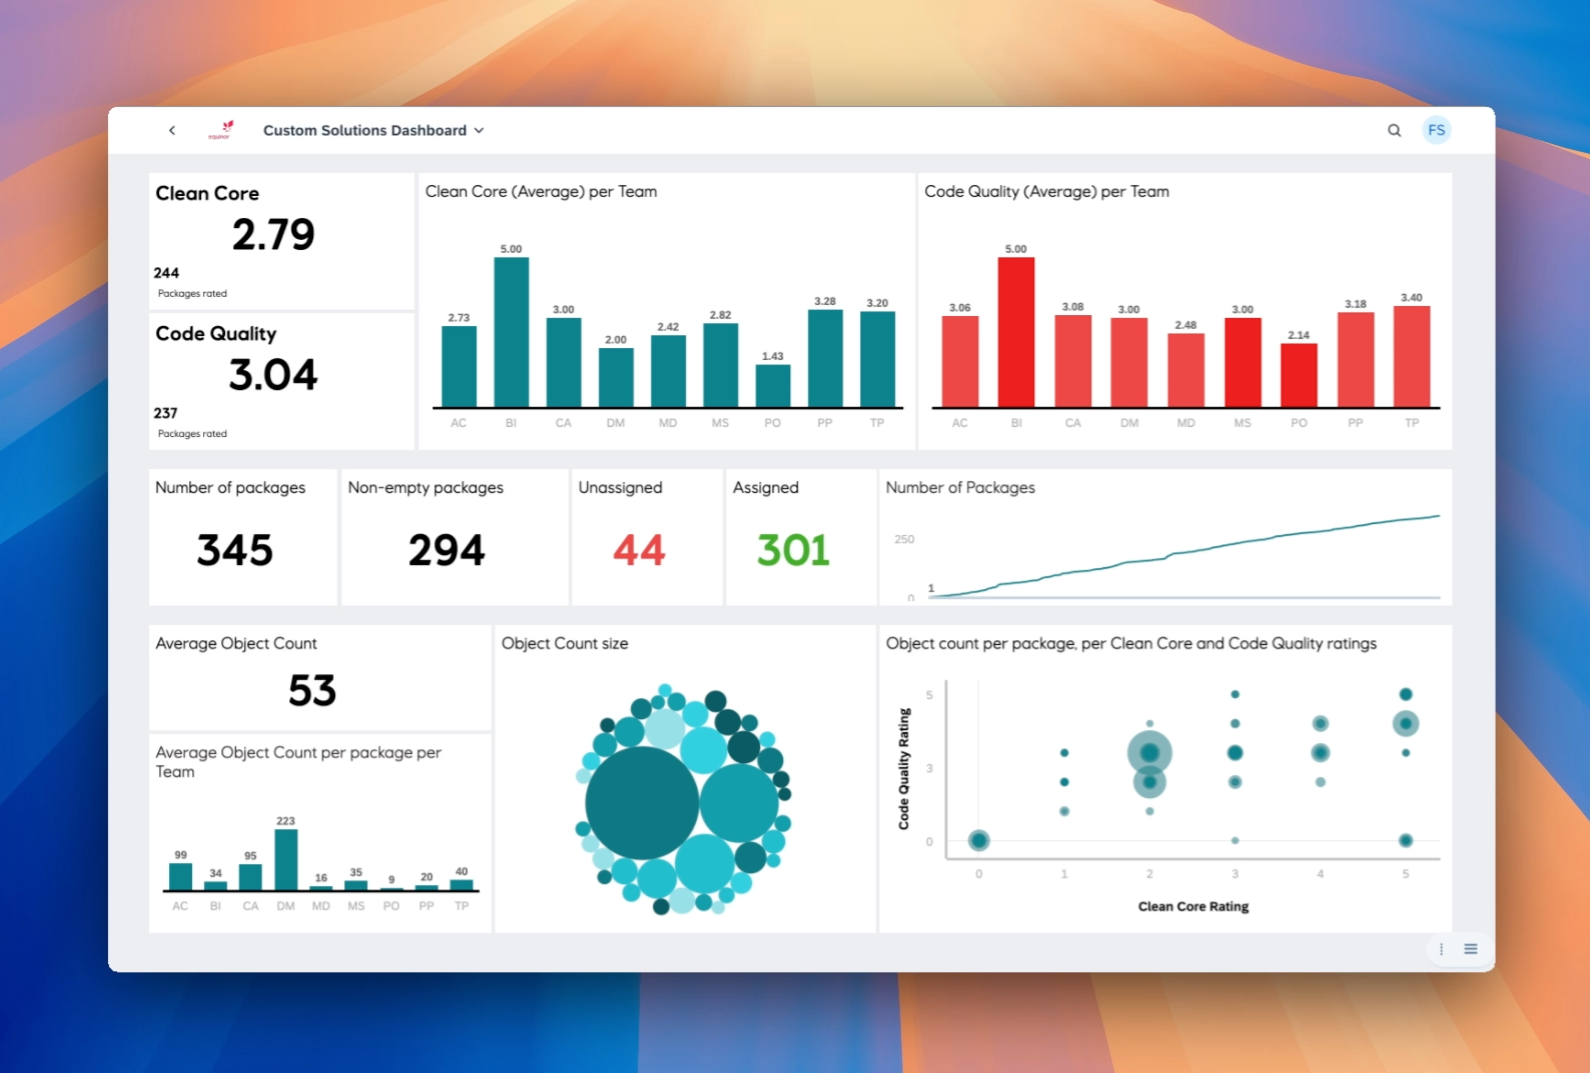 equinor
Custom Solutions Dashboard
FS
Clean Core
2.79
244
Packages rated
Code Quality
3.04
237
Packages rated
Clean Core (Average) per Team
2.73
5.00
3.00
2.00
2.42
2.82
1.43
3.28
3.20
AC BI CA DM MD MS PO PP TP
Code Quality (Average) per Team
3.06
5.00
3.08
3.00
2.48
3.00
2.14
3.18
3.40
AC BI CA DM MD MS PO PP TP
Number of packages
345
Non-empty packages
294
Unassigned
44
Assigned
301
Number of Packages
250
0
1
Average Object Count
53
Average Object Count per package per
Team
99
34
95
223
16
35
9
20
40
AC BI CA DM MD MS PO PP TP
Object Count size
Object count per package, per Clean Core and Code Quality ratings
Code Quality Rating
5
3
0
0 1 2 3 4 5
Clean Core Rating